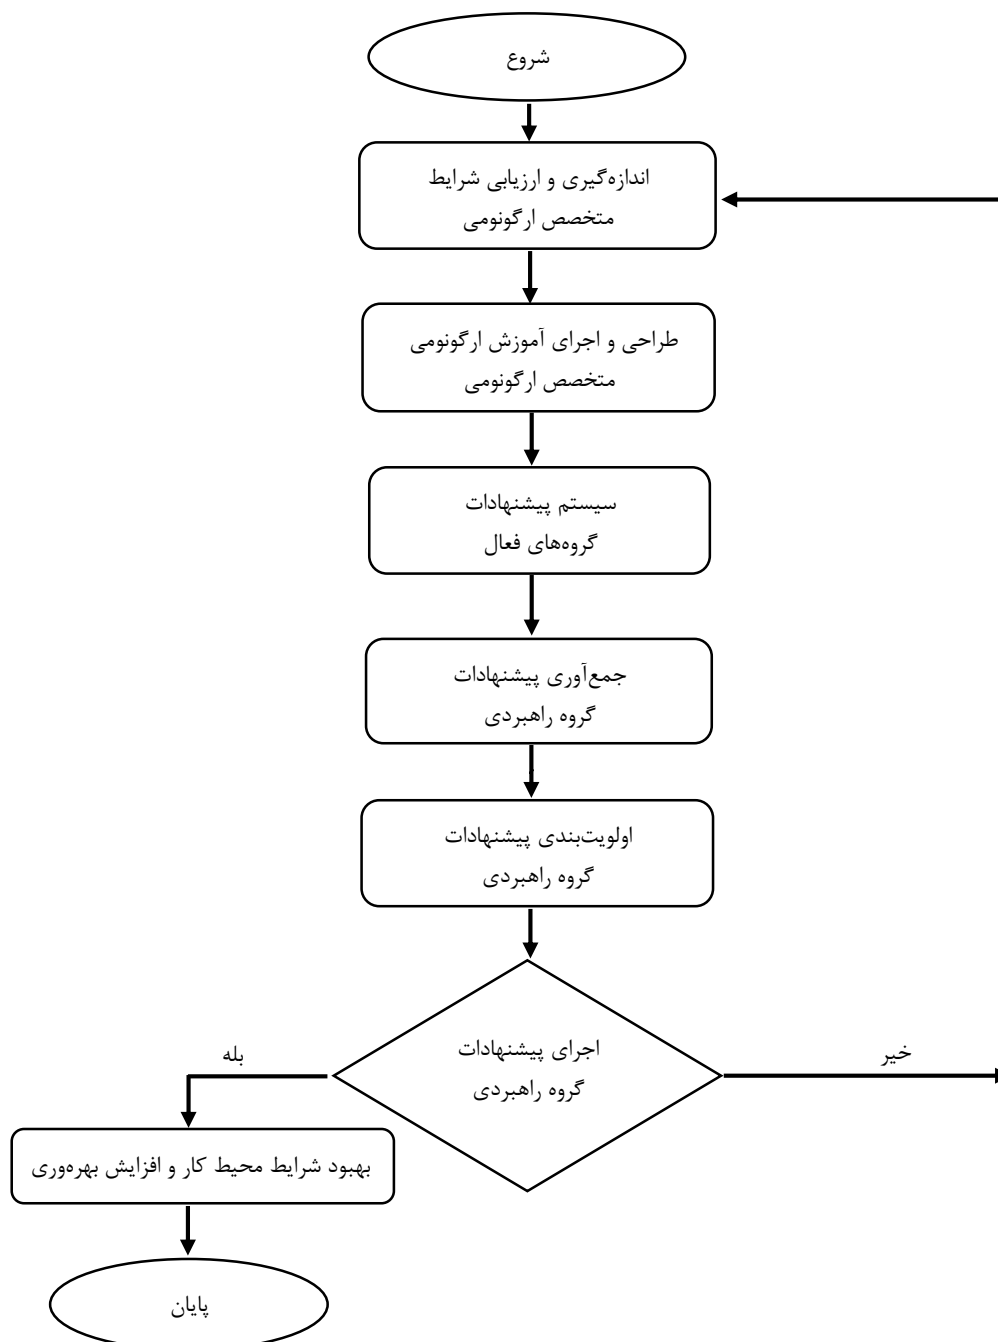 شروع
اندازه‌گیری و ارزیابی شرایط
متخصص ارگونومی
طراحی و اجرای آموزش ارگونومی
متخصص ارگونومی
سیستم پیشنهادات
گروه‌های فعال
جمع‌آوری پیشنهادات
گروه راهبردی
اولویت‌بندی پیشنهادات
گروه راهبردی
اجرای پیشنهادات
گروه راهبردی
خیر
بله
بهبود شرایط محیط کار و افزایش بهره‌وری
پایان